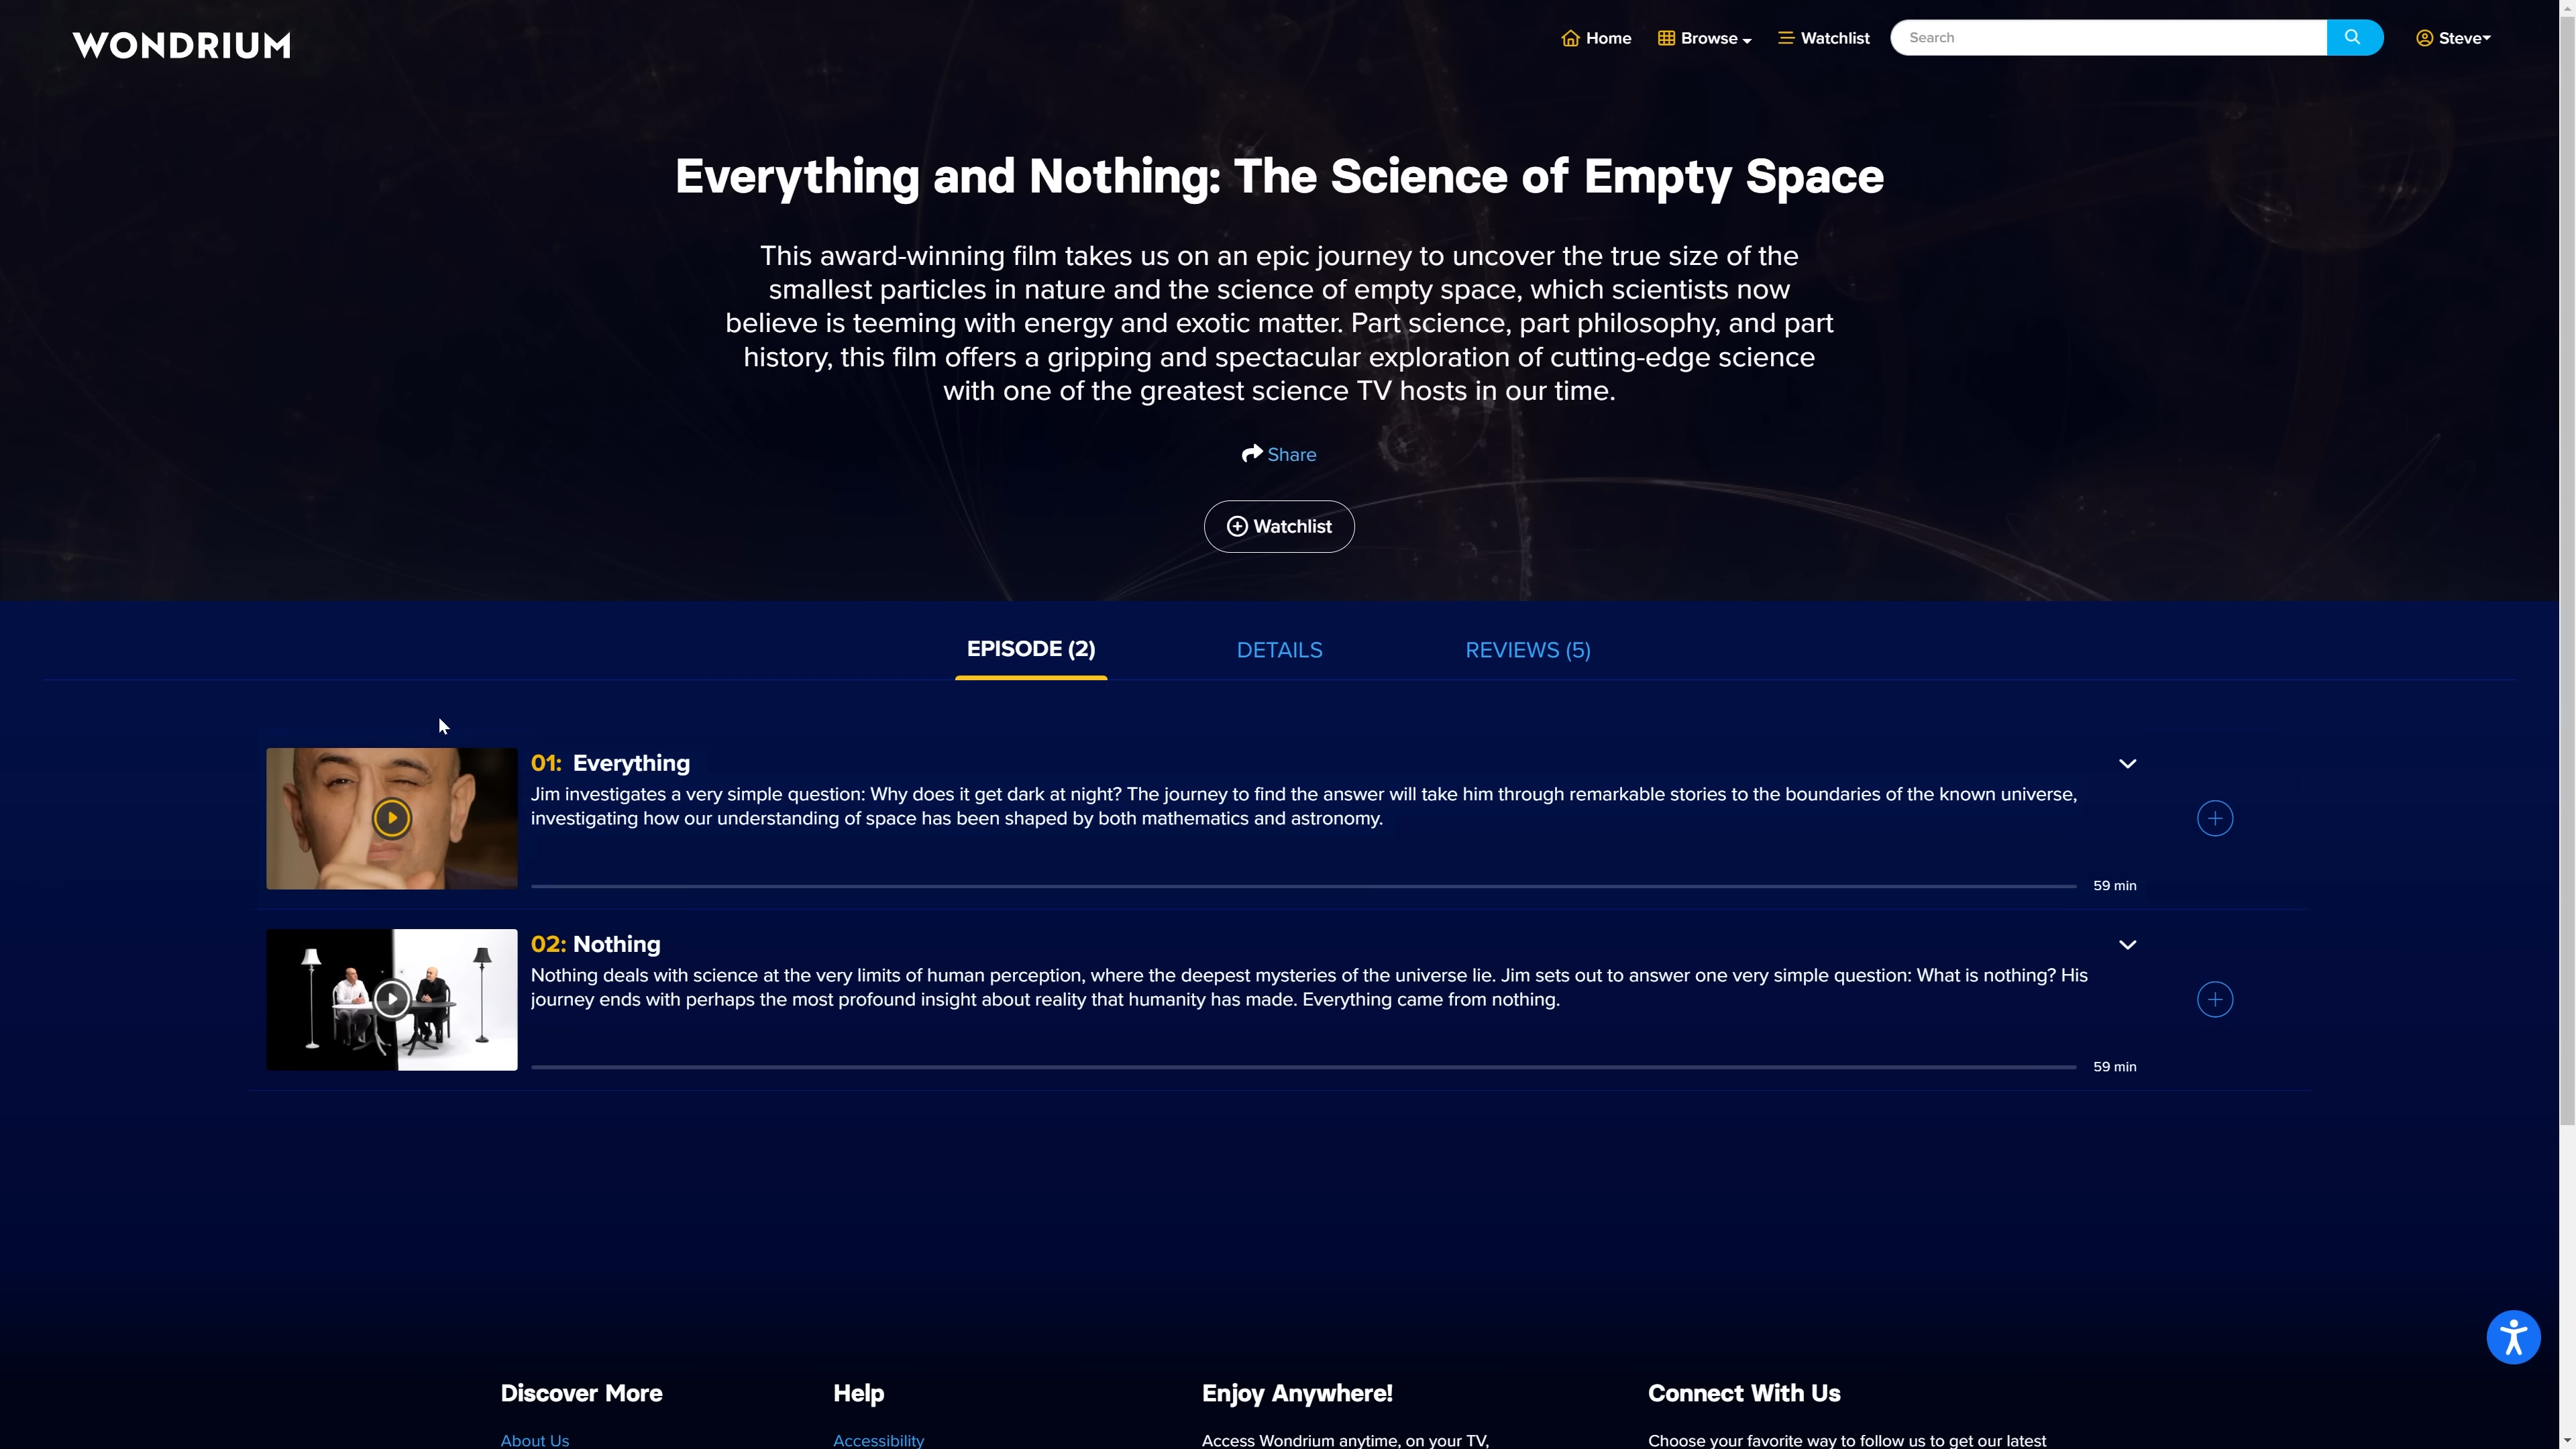 WONDRIUM
Home
Browse
Watchlist
Search
Steve
Everything and Nothing: The Science of Empty Space
This award-winning film takes us on an epic journey to uncover the true size of the
smallest particles in nature and the science of empty space, which scientists now
believe is teeming with energy and exotic matter. Part science, part philosophy, and part
history, this film offers a gripping and spectacular exploration of cutting-edge science
with one of the greatest science TV hosts in our time.
Share
Watchlist
EPISODE (2)
DETAILS
REVIEWS (5)
01: Everything
Jim investigates a very simple question: Why does it get dark at night? The journey to find the answer will take him through remarkable stories to the boundaries of the known universe,
investigating how our understanding of space has been shaped by both mathematics and astronomy.
59 min
02: Nothing
Nothing deals with science at the very limits of human perception, where the deepest mysteries of the universe lie. Jim sets out to answer one very simple question: What is nothing? His
journey ends with perhaps the most profound insight about reality that humanity has made. Everything came from nothing.
59 min
Discover More
Help
Enjoy Anywhere!
Connect With Us
About Us
Accessibility
Access Wondrium anytime, on your TV,
Choose your favorite way to follow us to get our latest